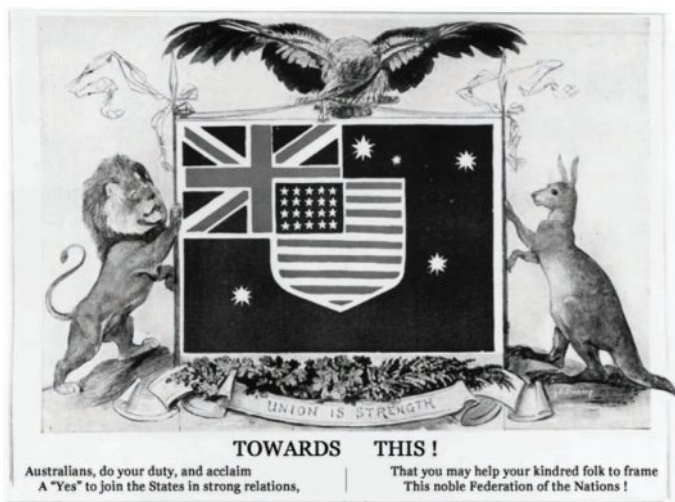 UNION IS STRENGTH
TOWARDS THIS !
Australians, do your duty, and acclaim
A “Yes” to join the States in strong relations,
That you may help your kindred folk to frame
This noble Federation of the Nations !